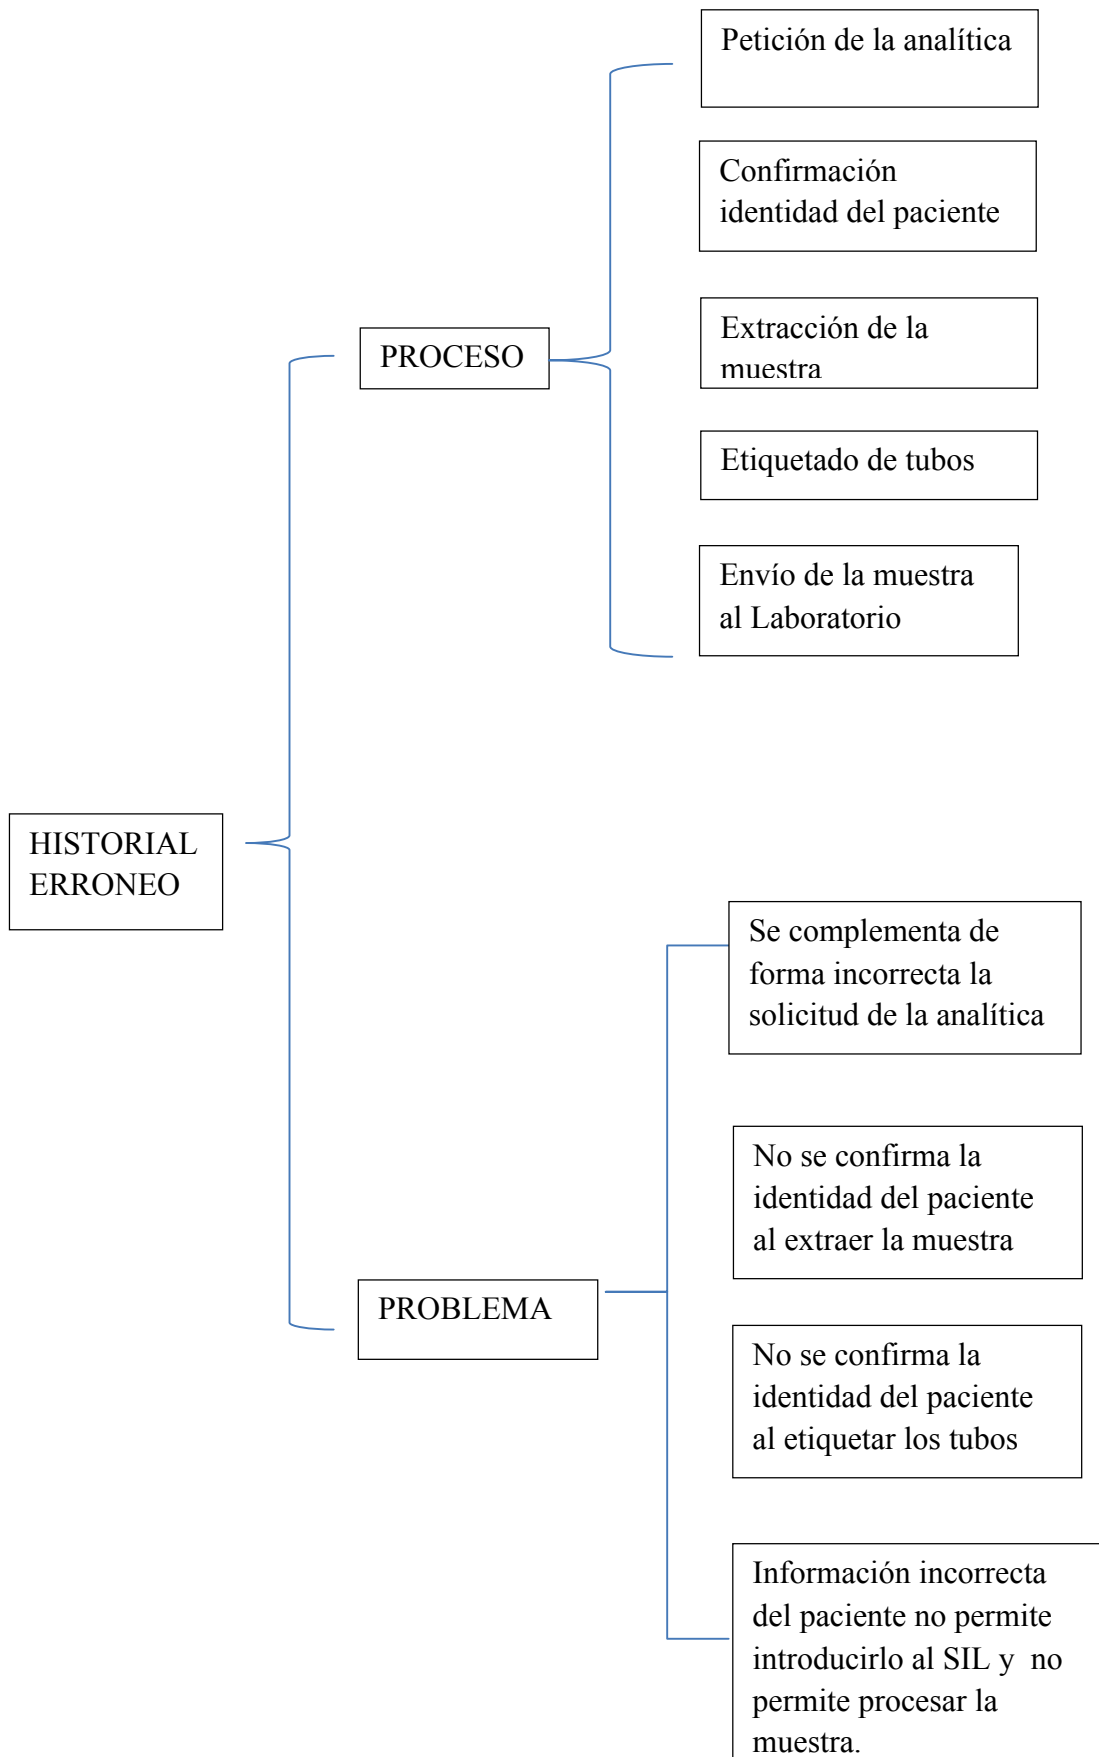 Petición de la analítica
Confirmación
identidad del paciente
Extracción de la
muestra
PROCESO
Etiquetado de tubos
Envío de la muestra
al Laboratorio
HISTORIAL
ERRONEO
Se complementa de
forma incorrecta la
solicitud de la analítica
No se confirma la
identidad del paciente
al extraer la muestra
PROBLEMA
No se confirma la
identidad del paciente
al etiquetar los tubos
Información incorrecta
del paciente no permite
introducirlo al SIL y  no
permite procesar la
muestra.